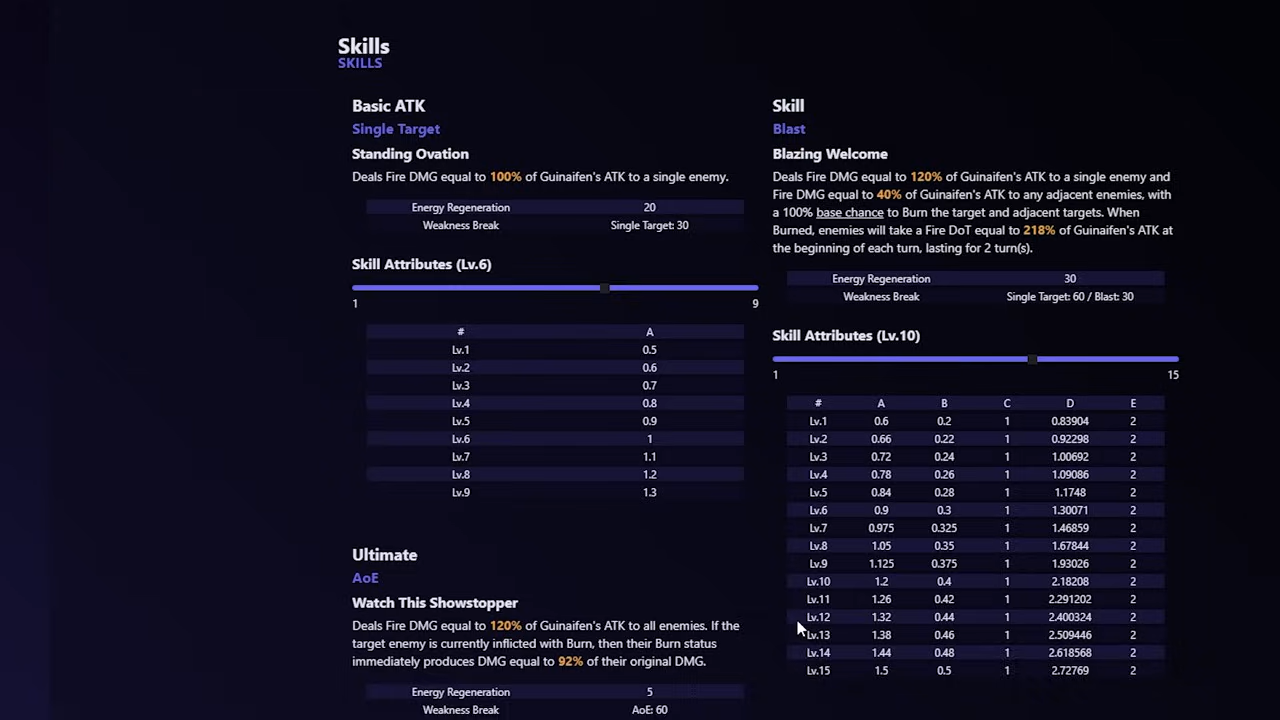 Skills
SKILLS
Basic ATK
Single Target
Standing Ovation
Deals Fire DMG equal to 100% of Guinaifen's ATK to a single enemy.
Energy Regeneration 20
Weakness Break Single Target: 30
Skill Attributes (Lv.6)
1 9
# A
Lv.1 0.5
Lv.2 0.6
Lv.3 0.7
Lv.4 0.8
Lv.5 0.9
Lv.6 1
Lv.7 1.1
Lv.8 1.2
Lv.9 1.3
Ultimate
AoE
Watch This Showstopper
Deals Fire DMG equal to 120% of Guinaifen's ATK to all enemies. If the
target enemy is currently inflicted with Burn, then their Burn status
immediately produces DMG equal to 92% of their original DMG.
Energy Regeneration 5
Weakness Break AoE: 60
Skill
Blast
Blazing Welcome
Deals Fire DMG equal to 120% of Guinaifen's ATK to a single enemy and
Fire DMG equal to 40% of Guinaifen's ATK to any adjacent enemies, with
a 100% base chance to Burn the target and adjacent targets. When
Burned, enemies will take a Fire DoT equal to 218% of Guinaifen's ATK at
the beginning of each turn, lasting for 2 turn(s).
Energy Regeneration 30
Weakness Break Single Target: 60 / Blast: 30
Skill Attributes (Lv.10)
1 15
# A B C D E
Lv.1 0.6 0.2 1 0.83904 2
Lv.2 0.66 0.22 1 0.92298 2
Lv.3 0.72 0.24 1 1.00692 2
Lv.4 0.78 0.26 1 1.09086 2
Lv.5 0.84 0.28 1 1.1748 2
Lv.6 0.9 0.3 1 1.30071 2
Lv.7 0.975 0.325 1 1.46859 2
Lv.8 1.05 0.35 1 1.67844 2
Lv.9 1.125 0.375 1 1.93026 2
Lv.10 1.2 0.4 1 2.18208 2
Lv.11 1.26 0.42 1 2.291202 2
Lv.12 1.32 0.44 1 2.400324 2
Lv.13 1.38 0.46 1 2.509446 2
Lv.14 1.44 0.48 1 2.618568 2
Lv.15 1.5 0.5 1 2.72769 2